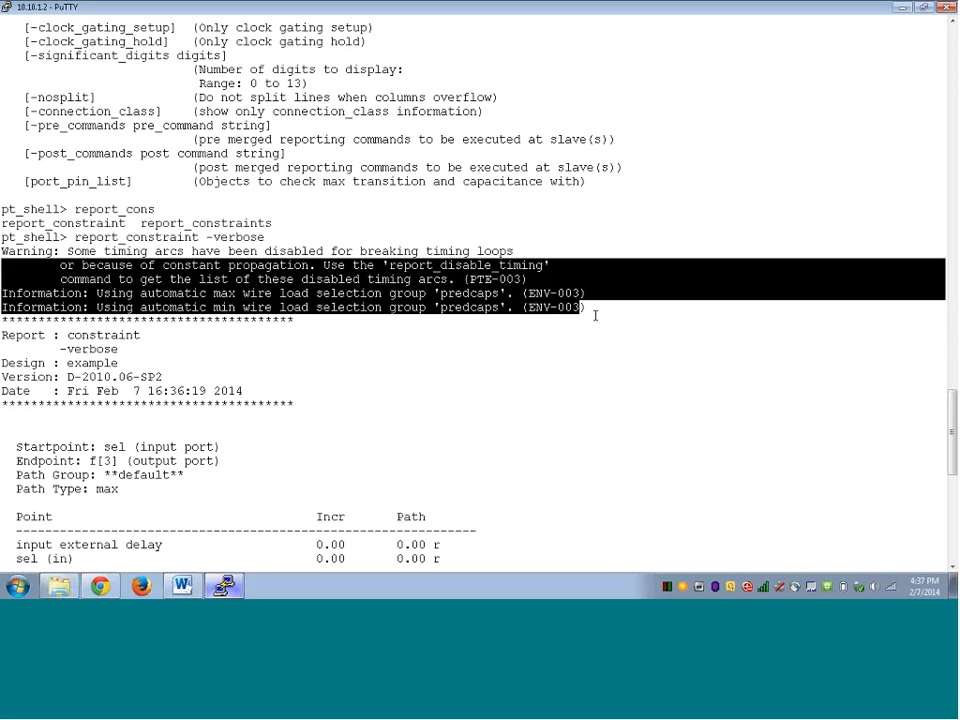 10.10.1.2 - PuTTY
[-clock_gating_setup]  (Only clock gating setup)
[-clock_gating_hold]   (Only clock gating hold)
[-significant_digits digits]
(Number of digits to display:
Range: 0 to 13)
[-nosplit]             (Do not split lines when columns overflow)
[-connection_class]    (show only connection_class information)
[-pre_commands pre_command string]
(pre merged reporting commands to be executed at slave(s))
[-post_commands post command string]
(post merged reporting commands to be executed at slave(s))
[port_pin_list]        (Objects to check max transition and capacitance with)
pt_shell> report_cons
report_constraint  report_constraints
pt_shell> report_constraint -verbose
Warning: Some timing arcs have been disabled for breaking timing loops
or because of constant propagation. Use the 'report_disable_timing'
command to get the list of these disabled timing arcs. (PTE-003)
Information: Using automatic max wire load selection group 'predcaps'. (ENV-003)
Information: Using automatic min wire load selection group 'predcaps'. (ENV-003)
****************************************
Report : constraint
-verbose
Design : example
Version: D-2010.06-SP2
Date   : Fri Feb  7 16:36:19 2014
****************************************
Startpoint: sel (input port)
Endpoint: f[3] (output port)
Path Group: **default**
Path Type: max
Point                                    Incr       Path
---------------------------------------------------------------
input external delay                     0.00       0.00 r
sel (in)                                 0.00       0.00 r
4:37 PM
2/7/2014